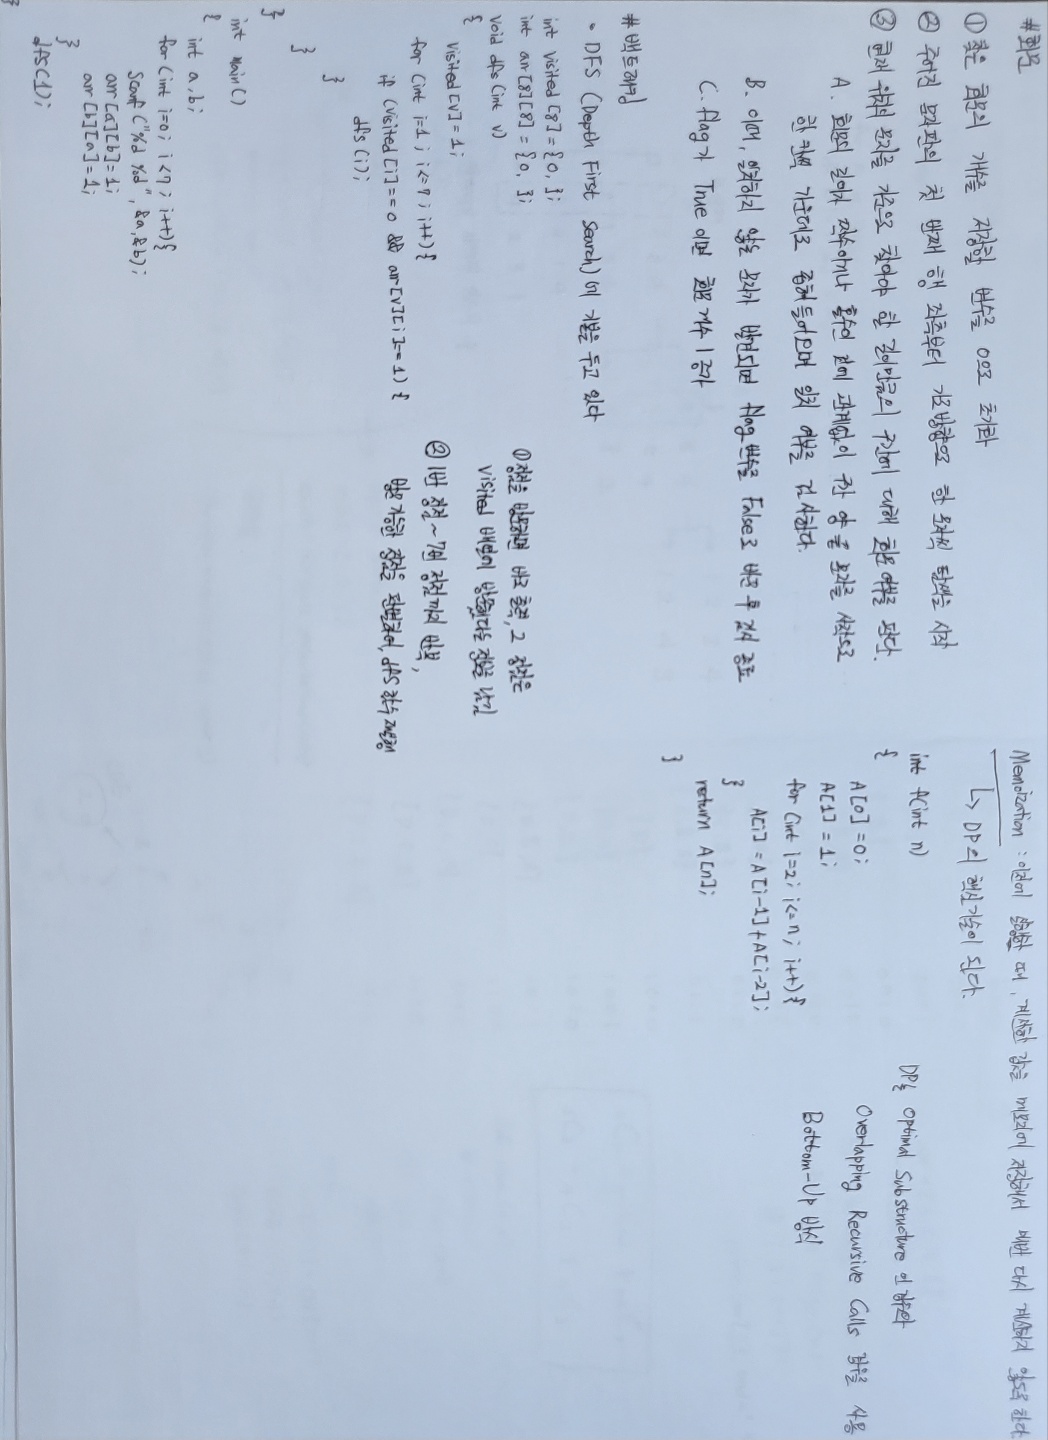 #회문
① 찾은 회문의 개수를 저장할 변수를 0으로 초기화
② 주어진 문자판의 첫 번째 행 좌측부터 가로방향으로 한 문자씩 탐색을 시작
③ 현재 위치의 문자를 기준으로 찾아야 할 길이만큼의 구간에 대해 회문 여부를 판단.
A. 회문의 길이가 짝수이거나 홀수인 것에 관계없이 구간 양 끝 문자를 시작으로
한 칸씩 가운데로 좁혀 들어오며 일치 여부를 검사한다.
B. 이때, 일치하지 않는 문자가 발견되면 flag 변수를 False로 바꾼 후 검사 종료
C. flag가 True 이면 회문 개수 1 증가
#백트래킹
• DFS (Depth First Search)에 기본을 두고 있다
int visited [8] = {0, };
int arr [8][8] = {0, };
void dfs (int v)
{
visited [v] = 1;
for (int i=1 ; i<=7 ; i++) {
if (visited [i] == 0 && arr [v][i]== 1) {
dfs (i);
}
}
}
int main()
{
int a, b;
for (int i=0; i<7 ; i++) {
scanf ("%d %d", &a, &b);
arr [a][b] = 1;
arr [b][a] = 1;
}
dfs (1);
}
① 정점을 방문하면 바로 출력, 그 정점은
visited 배열에 방문했다는 정보를 남김
② 1번 정점 ~ 7번 정점까지 반복,
방문 가능한 정점을 판별하여, dfs 함수 재실행
Memoization : 이전에 실행할 때, 계산한 값을 메모리에 저장해서 매번 다시 계산하지 않도록 한다.
↳ DP의 핵심기술이 된다.
int f(int n)
{
A[0] = 0;
A[1] = 1;
for (int i=2; i<=n; i++) {
A[i] = A[i-1] + A[i-2];
}
return A[n];
}
DP는 Optimal Substructure 인 경우와
Overlapping Recursive Calls 경우를 사용
Bottom-Up 방식